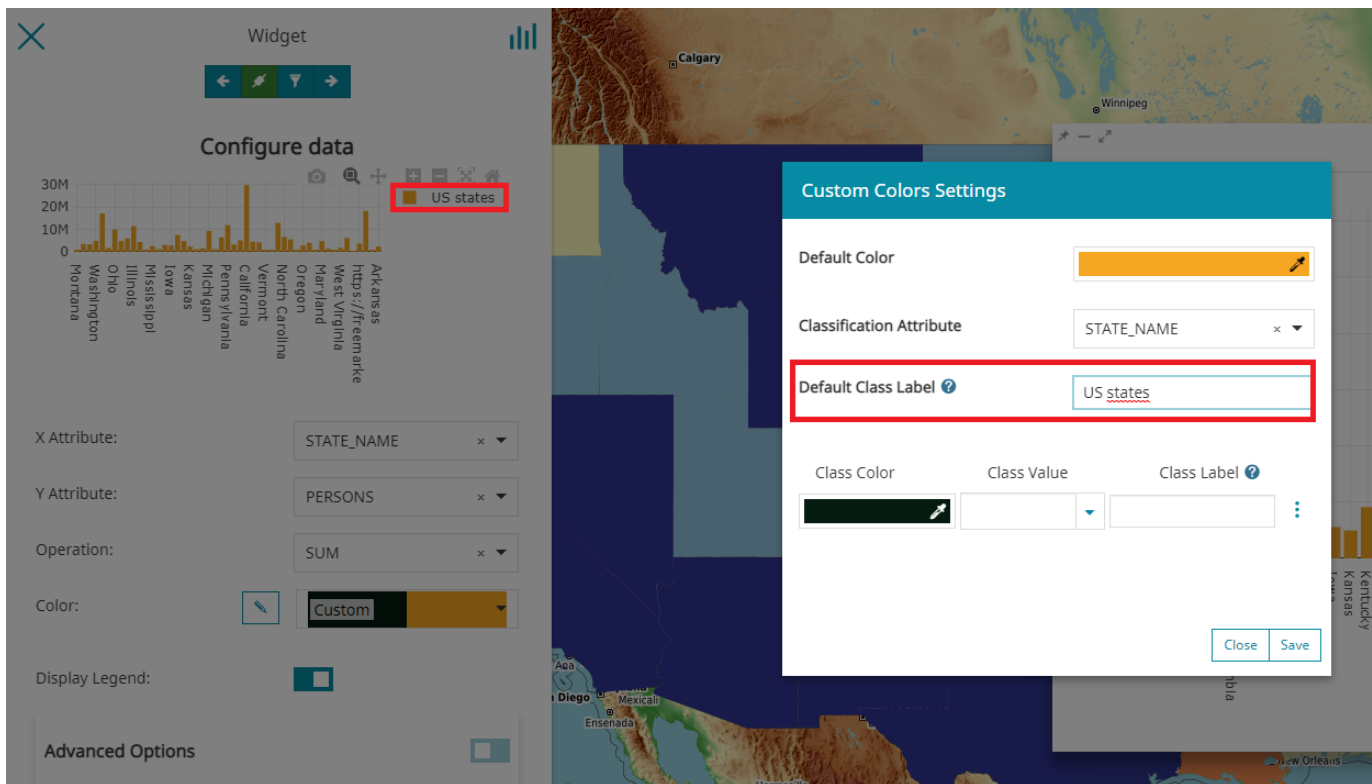 Widget
Configure data
30M
20M
10M
0
US states
Montana
Washington
Ohio
Illinois
Mississippi
Iowa
Kansas
Michigan
Pennsylvania
California
Vermont
North Carolina
Oregon
Maryland
West Virginia
https://freemarke
Arkansas
X Attribute:
STATE_NAME
Y Attribute:
PERSONS
Operation:
SUM
Color:
Custom
Display Legend:
Advanced Options
Calgary
Winnipeg
Custom Colors Settings
Default Color
Classification Attribute
STATE_NAME
Default Class Label
US states
Class Color Class Value Class Label
Close Save
Kansas
Kentucky
mbia
Ana
Diego
Mexicali
Ensenada
New Orleans